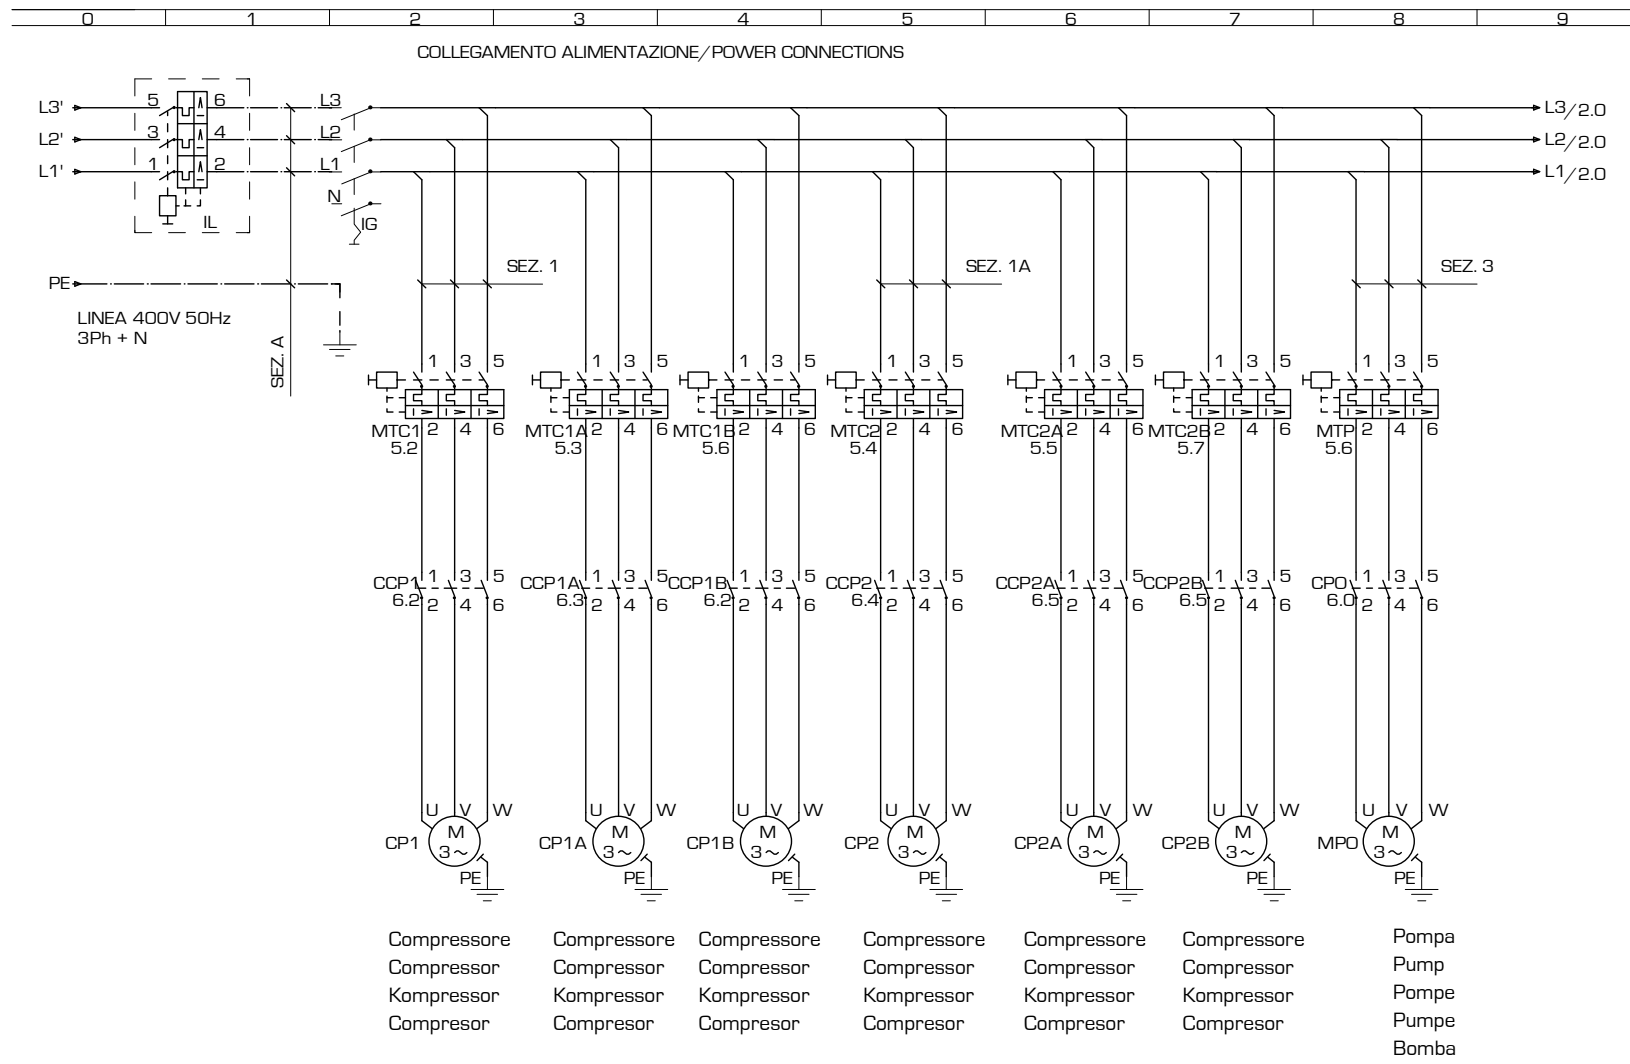 0 1 2 3 4 5 6 7 8 9
COLLEGAMENTO ALIMENTAZIONE/POWER CONNECTIONS
L3' 5 6 L3 L3/2.0
L2' 3 4 L2 L2/2.0
L1' 1 2 L1 L1/2.0
N
IL IG
SEZ. 1 SEZ. 1A SEZ. 3
PE
LINEA 400V 50Hz
3Ph + N
SEZ. A
1 3 5 1 3 5 1 3 5 1 3 5 1 3 5 1 3 5 1 3 5
MTC1 2 4 6 MTC1A 2 4 6 MTC1B 2 4 6 MTC2 2 4 6 MTC2A 2 4 6 MTC2B 2 4 6 MTP 2 4 6
5.2 5.3 5.6 5.4 5.5 5.7 5.6
CCP1 1 3 5 CCP1A 1 3 5 CCP1B 1 3 5 CCP2 1 3 5 CCP2A 1 3 5 CCP2B 1 3 5 CPO 1 3 5
6.2 2 4 6 6.3 2 4 6 6.2 2 4 6 6.4 2 4 6 6.5 2 4 6 6.5 2 4 6 6.0 2 4 6
U V W U V W U V W U V W U V W U V W U V W
M M M M M M M
CP1 CP1A CP1B CP2 CP2A CP2B MPO
3~ 3~ 3~ 3~ 3~ 3~ 3~
PE PE PE PE PE PE PE
Compressore Compressore Compressore Compressore Compressore Compressore Pompa
Compressor Compressor Compressor Compressor Compressor Compressor Pump
Kompressor Kompressor Kompressor Kompressor Kompressor Kompressor Pompe
Compresor Compresor Compresor Compresor Compresor Compresor Pumpe
Bomba